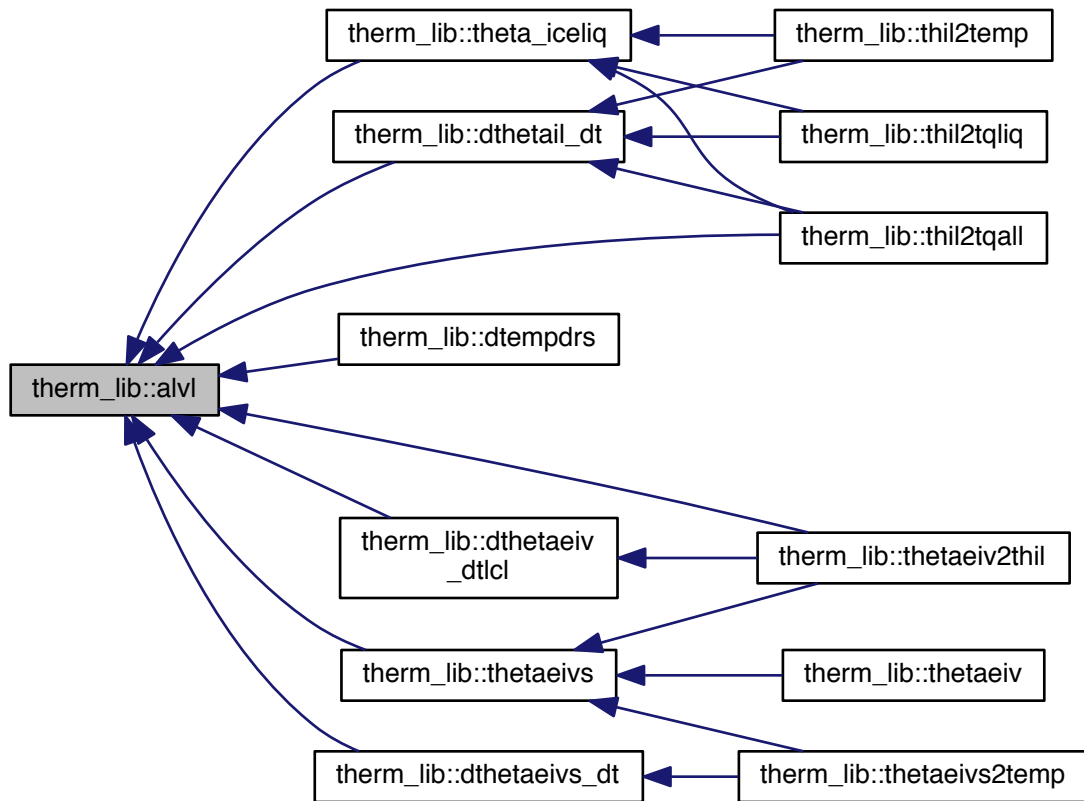 therm_lib::theta_iceliq
therm_lib::thil2temp
therm_lib::dthetail_dt
therm_lib::thil2tqliq
therm_lib::thil2tqall
therm_lib::dtempdrs
therm_lib::alvl
therm_lib::dthetaeiv
_dtlcl
therm_lib::thetaeiv2thil
therm_lib::thetaeivs
therm_lib::thetaeiv
therm_lib::dthetaeivs_dt
therm_lib::thetaeivs2temp